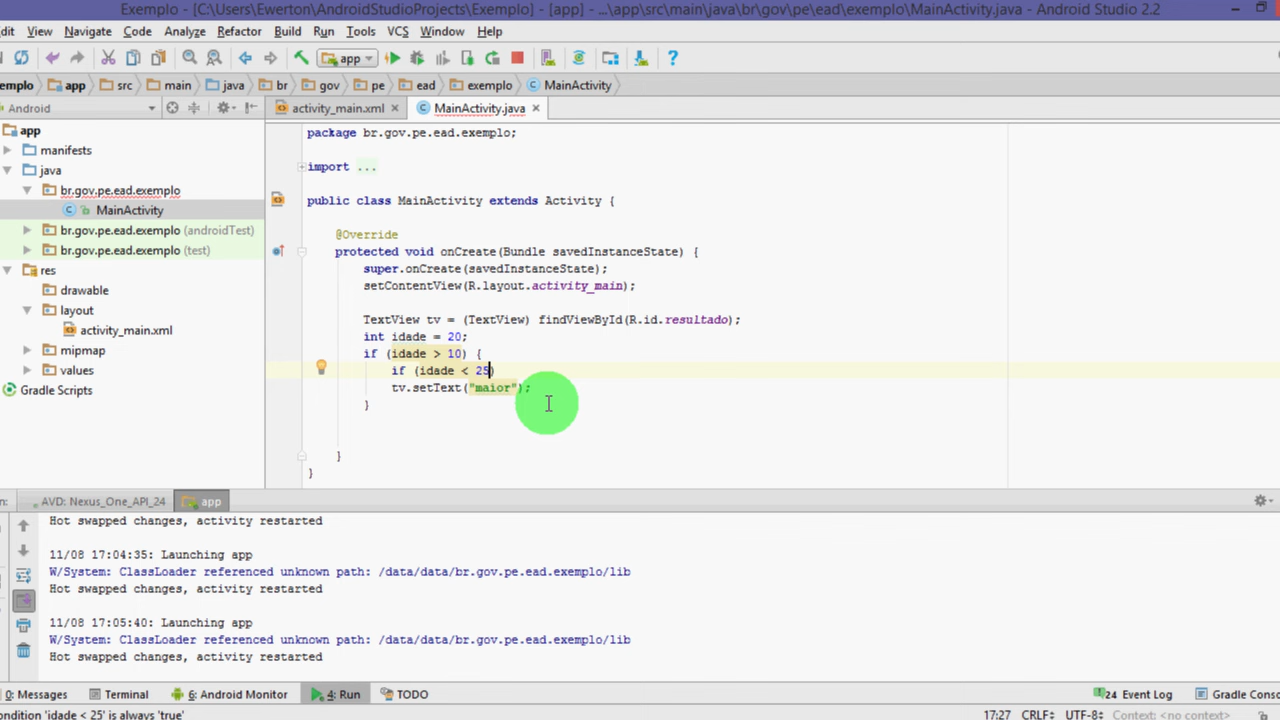 Exemplo - [C:\Users\Ewerton\AndroidStudioProjects\Exemplo] - [app] - ...\app\src\main\java\br\gov\pe\ead\exemplo\MainActivity.java - Android Studio 2.2
dit View Navigate Code Analyze Refactor Build Run Tools VCS Window Help
app
emplo app src main java br gov pe ead exemplo MainActivity
Android
activity_main.xml MainActivity.java
app
manifests
java
br.gov.pe.ead.exemplo
MainActivity
br.gov.pe.ead.exemplo (androidTest)
br.gov.pe.ead.exemplo (test)
res
drawable
layout
activity_main.xml
mipmap
values
Gradle Scripts
package br.gov.pe.ead.exemplo;
import ...
public class MainActivity extends Activity {
@Override
protected void onCreate(Bundle savedInstanceState) {
super.onCreate(savedInstanceState);
setContentView(R.layout.activity_main);
TextView tv = (TextView) findViewById(R.id.resultado);
int idade = 20;
if (idade > 10) {
if (idade < 25)
tv.setText("maior");
}
}
}
n: AVD: Nexus_One_API_24 app
Hot swapped changes, activity restarted
11/08 17:04:35: Launching app
W/System: ClassLoader referenced unknown path: /data/data/br.gov.pe.ead.exemplo/lib
Hot swapped changes, activity restarted
11/08 17:05:40: Launching app
W/System: ClassLoader referenced unknown path: /data/data/br.gov.pe.ead.exemplo/lib
Hot swapped changes, activity restarted
0: Messages Terminal 6: Android Monitor 4: Run TODO 24 Event Log Gradle Conso
ondition 'idade < 25' is always 'true' 17:27 CRLF UTF-8 Context: <no context>